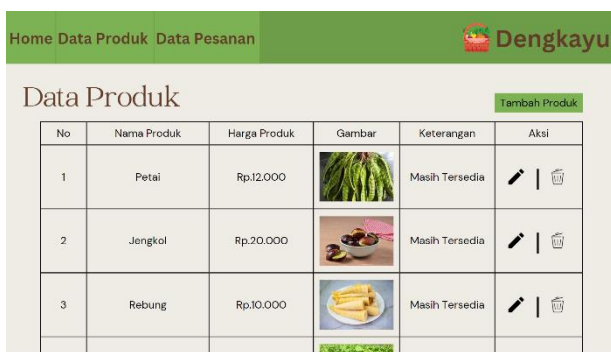 Home Data Produk Data Pesanan Dengkayu
Data Produk
Tambah Produk
No Nama Produk Harga Produk Gambar Keterangan Aksi
1 Petai Rp.12.000 Masih Tersedia |
2 Jengkol Rp.20.000 Masih Tersedia |
3 Rebung Rp.10.000 Masih Tersedia |